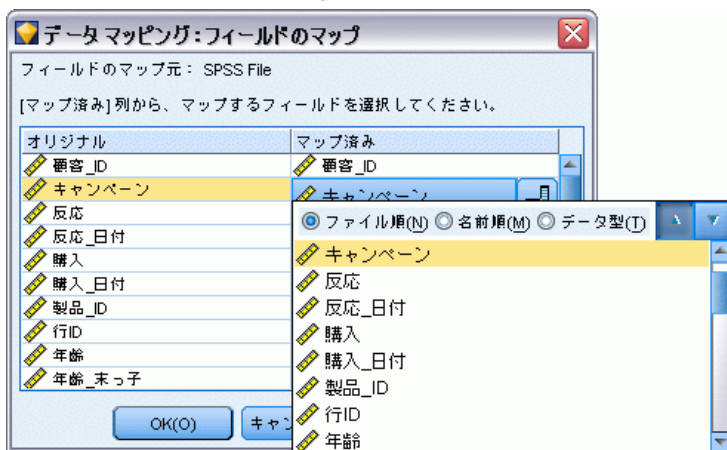 データ マッピング：フィールドのマップ
フィールドのマップ元： SPSS File
[マップ済み]列から、マップするフィールドを選択してください。
オリジナル
マップ済み
顧客_ID
顧客_ID
キャンペーン
キャンペーン
反応
反応_日付
購入
購入_日付
製品_ID
行ID
年齢
年齢_末っ子
ファイル順(N) 名前順(M) データ型(T)
キャンペーン
反応
反応_日付
購入
購入_日付
製品_ID
行ID
年齢
OK(O)
キャン